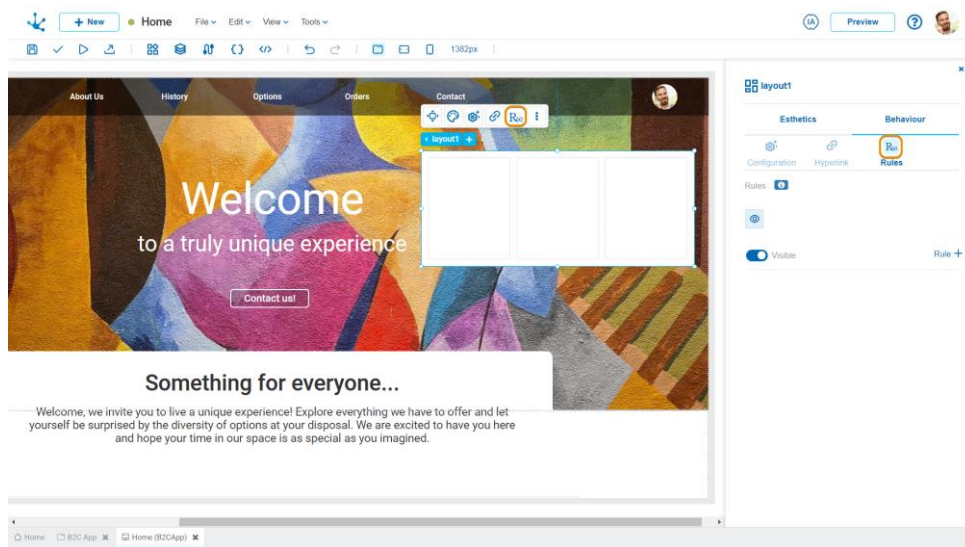 + New
Home
File
Edit
View
Tools
IA
Preview
?
1382px
About Us
History
Options
Orders
Contact
R(x)
< layout1 +
Welcome
to a truly unique experience
Contact us!
Something for everyone...
Welcome, we invite you to live a unique experience! Explore everything we have to offer and let
yourself be surprised by the diversity of options at your disposal. We are excited to have you here
and hope your time in our space is as special as you imagined.
layout1
Esthetics
Behaviour
R(x)
Configuration
Hyperlink
Rules
Rules
Visible
Rule +
Home
B2C App
Home (B2CApp)